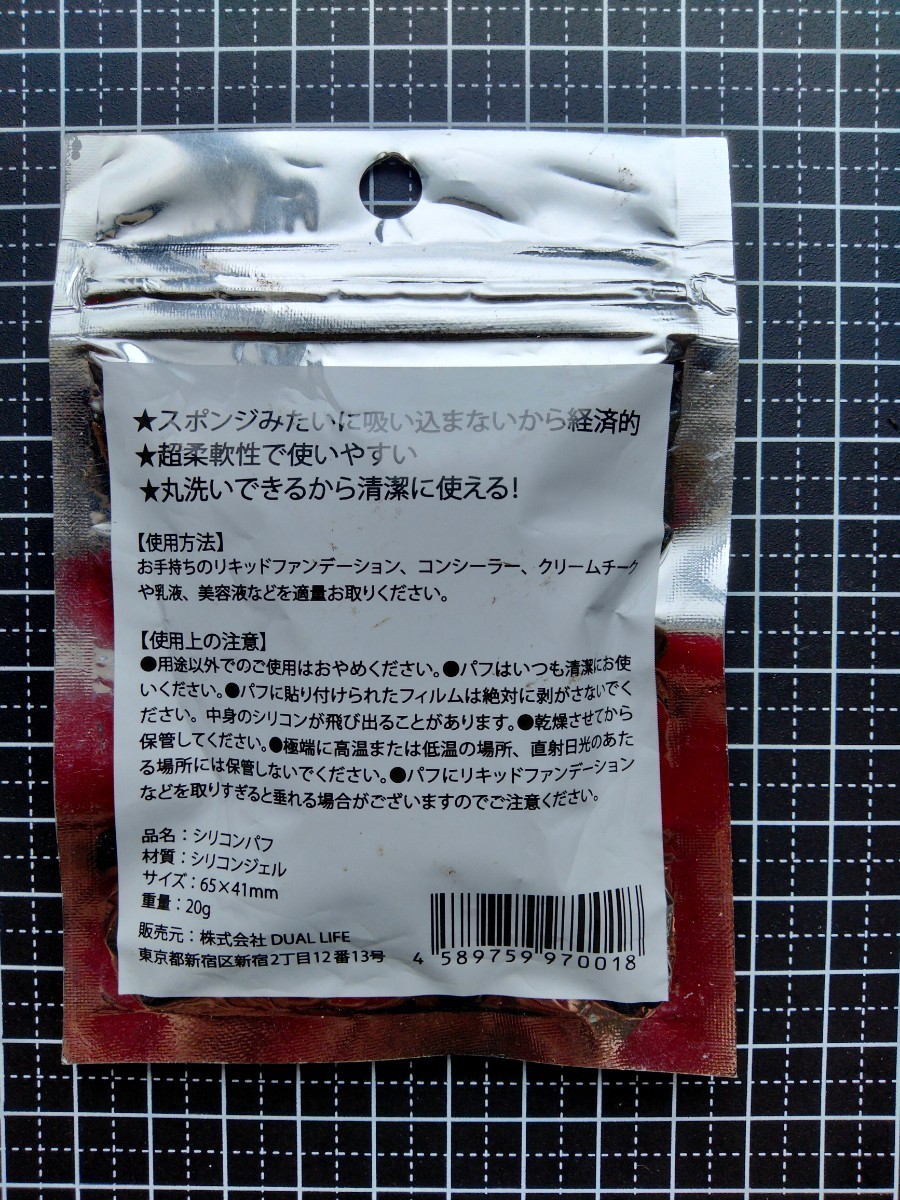 ★スポンジみたいに吸い込まないから経済的
★超柔軟性で使いやすい
★丸洗いできるから清潔に使える!
【使用方法】
お手持ちのリキッドファンデーション、コンシーラー、クリームチーク
や乳液、美容液などを適量お取りください。
【使用上の注意】
●用途以外でのご使用はおやめください。●パフはいつも清潔にお使
いください。●パフに貼り付けられたフィルムは絶対に剥がさないでく
ださい。中身のシリコンが飛び出ることがあります。●乾燥させてから
保管してください。●極端に高温または低温の場所、直射日光のあた
る場所には保管しないでください。●パフにリキッドファンデーション
などを取りすぎると垂れる場合がございますのでご注意ください。
品名：シリコンパフ
材質：シリコンジェル
サイズ：65×41mm
重量：20g
販売元：株式会社 DUAL LIFE
東京都新宿区新宿2丁目12番13号
4 589759 970018